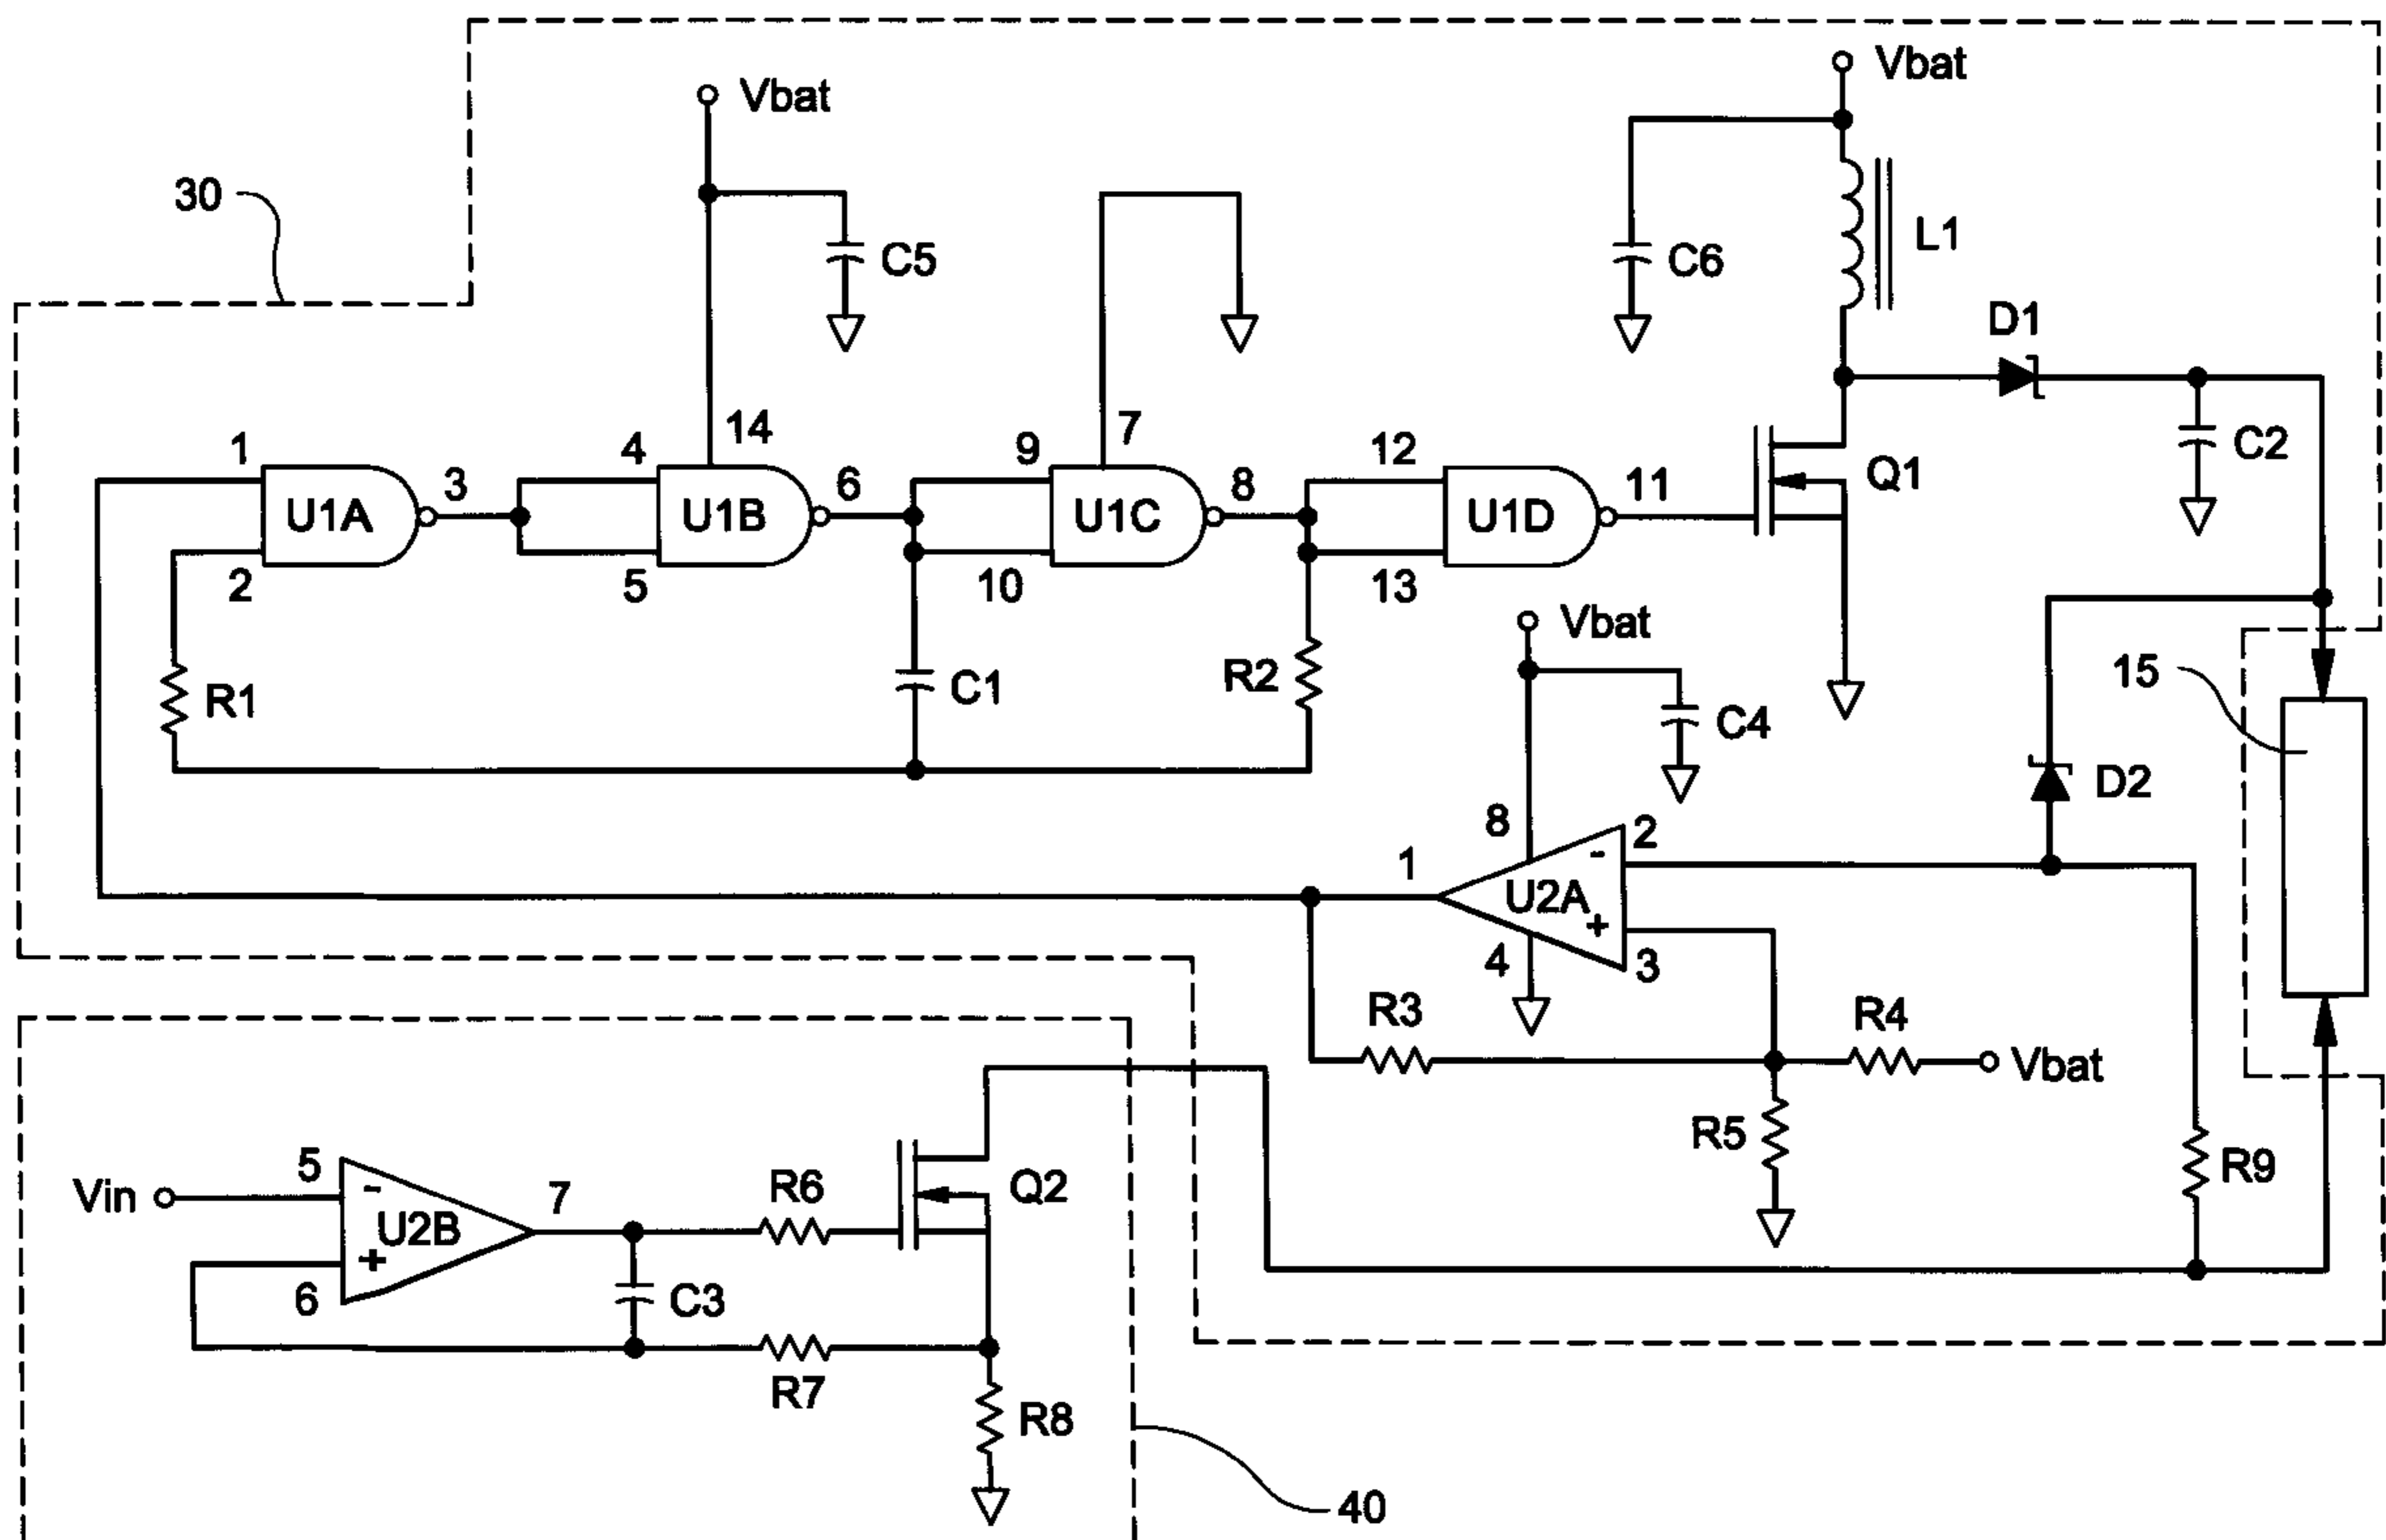 Vbat
Vbat
30
C5
C6
L1
D1
1
4
14
9
7
12
C2
U1A
3
U1B
6
U1C
8
U1D
11
Q1
2
5
10
13
Vbat
15
R1
C1
R2
C4
D2
8
2
1
-
U2A
+
4
3
R3
R4
Vbat
R5
5
Vin
-
7
R6
Q2
R9
U2B
+
6
C3
R7
R8
40